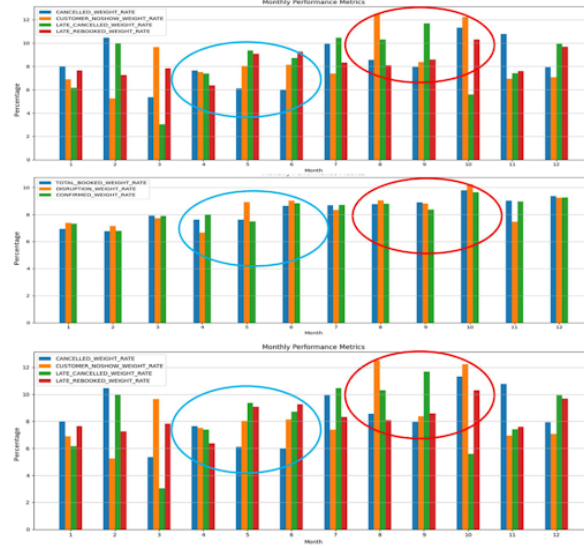 Monthly Performance Metrics
CANCELLED_WEIGHT_RATE
CUSTOMER_NOSHOW_WEIGHT_RATE
LATE_CANCELLED_WEIGHT_RATE
LATE_REBOOKED_WEIGHT_RATE
12
10
8
6
4
2
0
Percentage
1 2 3 4 5 6 7 8 9 10 11 12
Month
Monthly Performance Metrics
TOTAL_BOOKED_WEIGHT_RATE
DISRUPTION_WEIGHT_RATE
CONFIRMED_WEIGHT_RATE
10
8
6
4
2
0
Percentage
1 2 3 4 5 6 7 8 9 10 11 12
Month
Monthly Performance Metrics
CANCELLED_WEIGHT_RATE
CUSTOMER_NOSHOW_WEIGHT_RATE
LATE_CANCELLED_WEIGHT_RATE
LATE_REBOOKED_WEIGHT_RATE
12
10
8
6
4
2
0
Percentage
1 2 3 4 5 6 7 8 9 10 11 12
Month